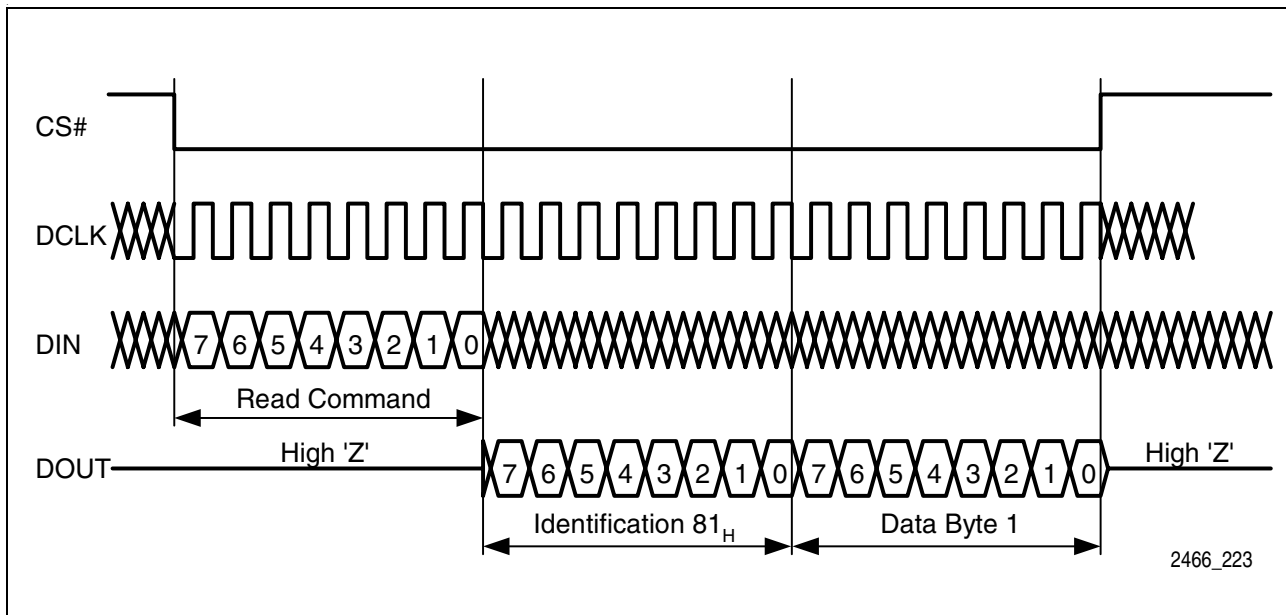 CS#
DCLK
DIN 7 6 5 4 3 2 1 0
Read Command
DOUT High 'Z' 7 6 5 4 3 2 1 0 7 6 5 4 3 2 1 0 High 'Z'
Identification 81H Data Byte 1
2466_223